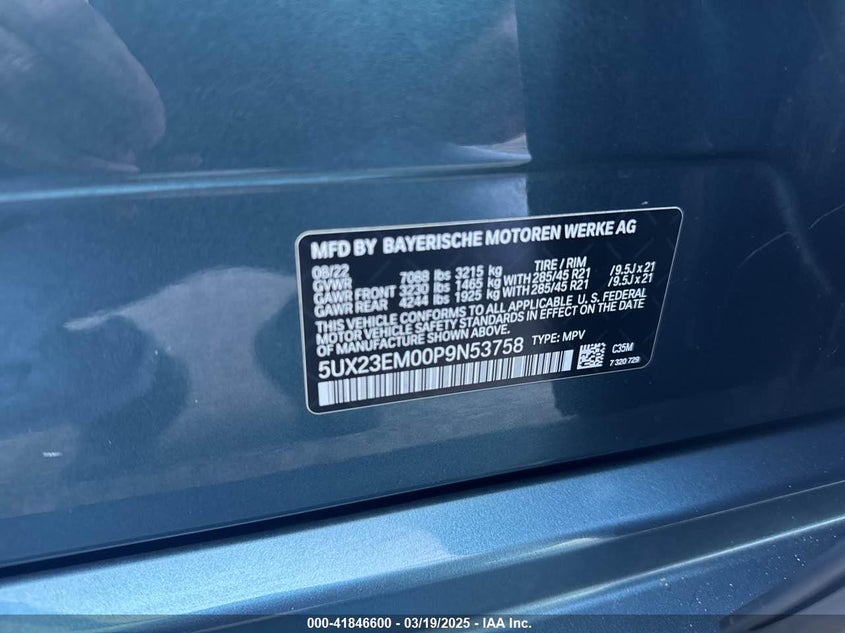 MFD BY BAYERISCHE MOTOREN WERKE AG
08/22 TIRE / RIM
GVWR 7088 lbs 3215 kg
GAWR FRONT 3230 lbs 1465 kg WITH 285/45 R21 /9.5J x 21
GAWR REAR 4244 lbs 1925 kg WITH 285/45 R21 /9.5J x 21
THIS VEHICLE CONFORMS TO ALL APPLICABLE U. S. FEDERAL
MOTOR VEHICLE SAFETY STANDARDS IN EFFECT ON THE DATE
OF MANUFACTURE SHOWN ABOVE.
5UX23EM00P9N53758 TYPE: MPV
C35M
7 320 729
000-41846600 - 03/19/2025 - IAA Inc.